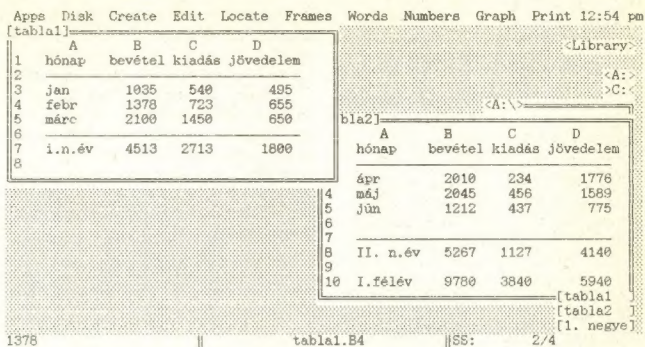 Apps Disk Create Edit Locate Frames Words Numbers Graph Print 12:54 pm
[tabla1]
A B C D
1 hónap bevétel kiadás jövedelem
2
3 jan 1035 540 495
4 febr 1378 723 655
5 márc 2100 1450 650
6
7 i.n.év 4513 2713 1800
8
<Library>
<A:>
>C:<
<A:\>
bla2]
A B C D
hónap bevétel kiadás jövedelem
ápr 2010 234 1776
4 máj 2045 456 1589
5 jún 1212 437 775
6
7
8 II. n.év 5267 1127 4140
9
10 I.félév 9780 3840 5940
[tabla1 ]
[tabla2 ]
[1. negye]
1378 tabla1.B4 SS: 2/4